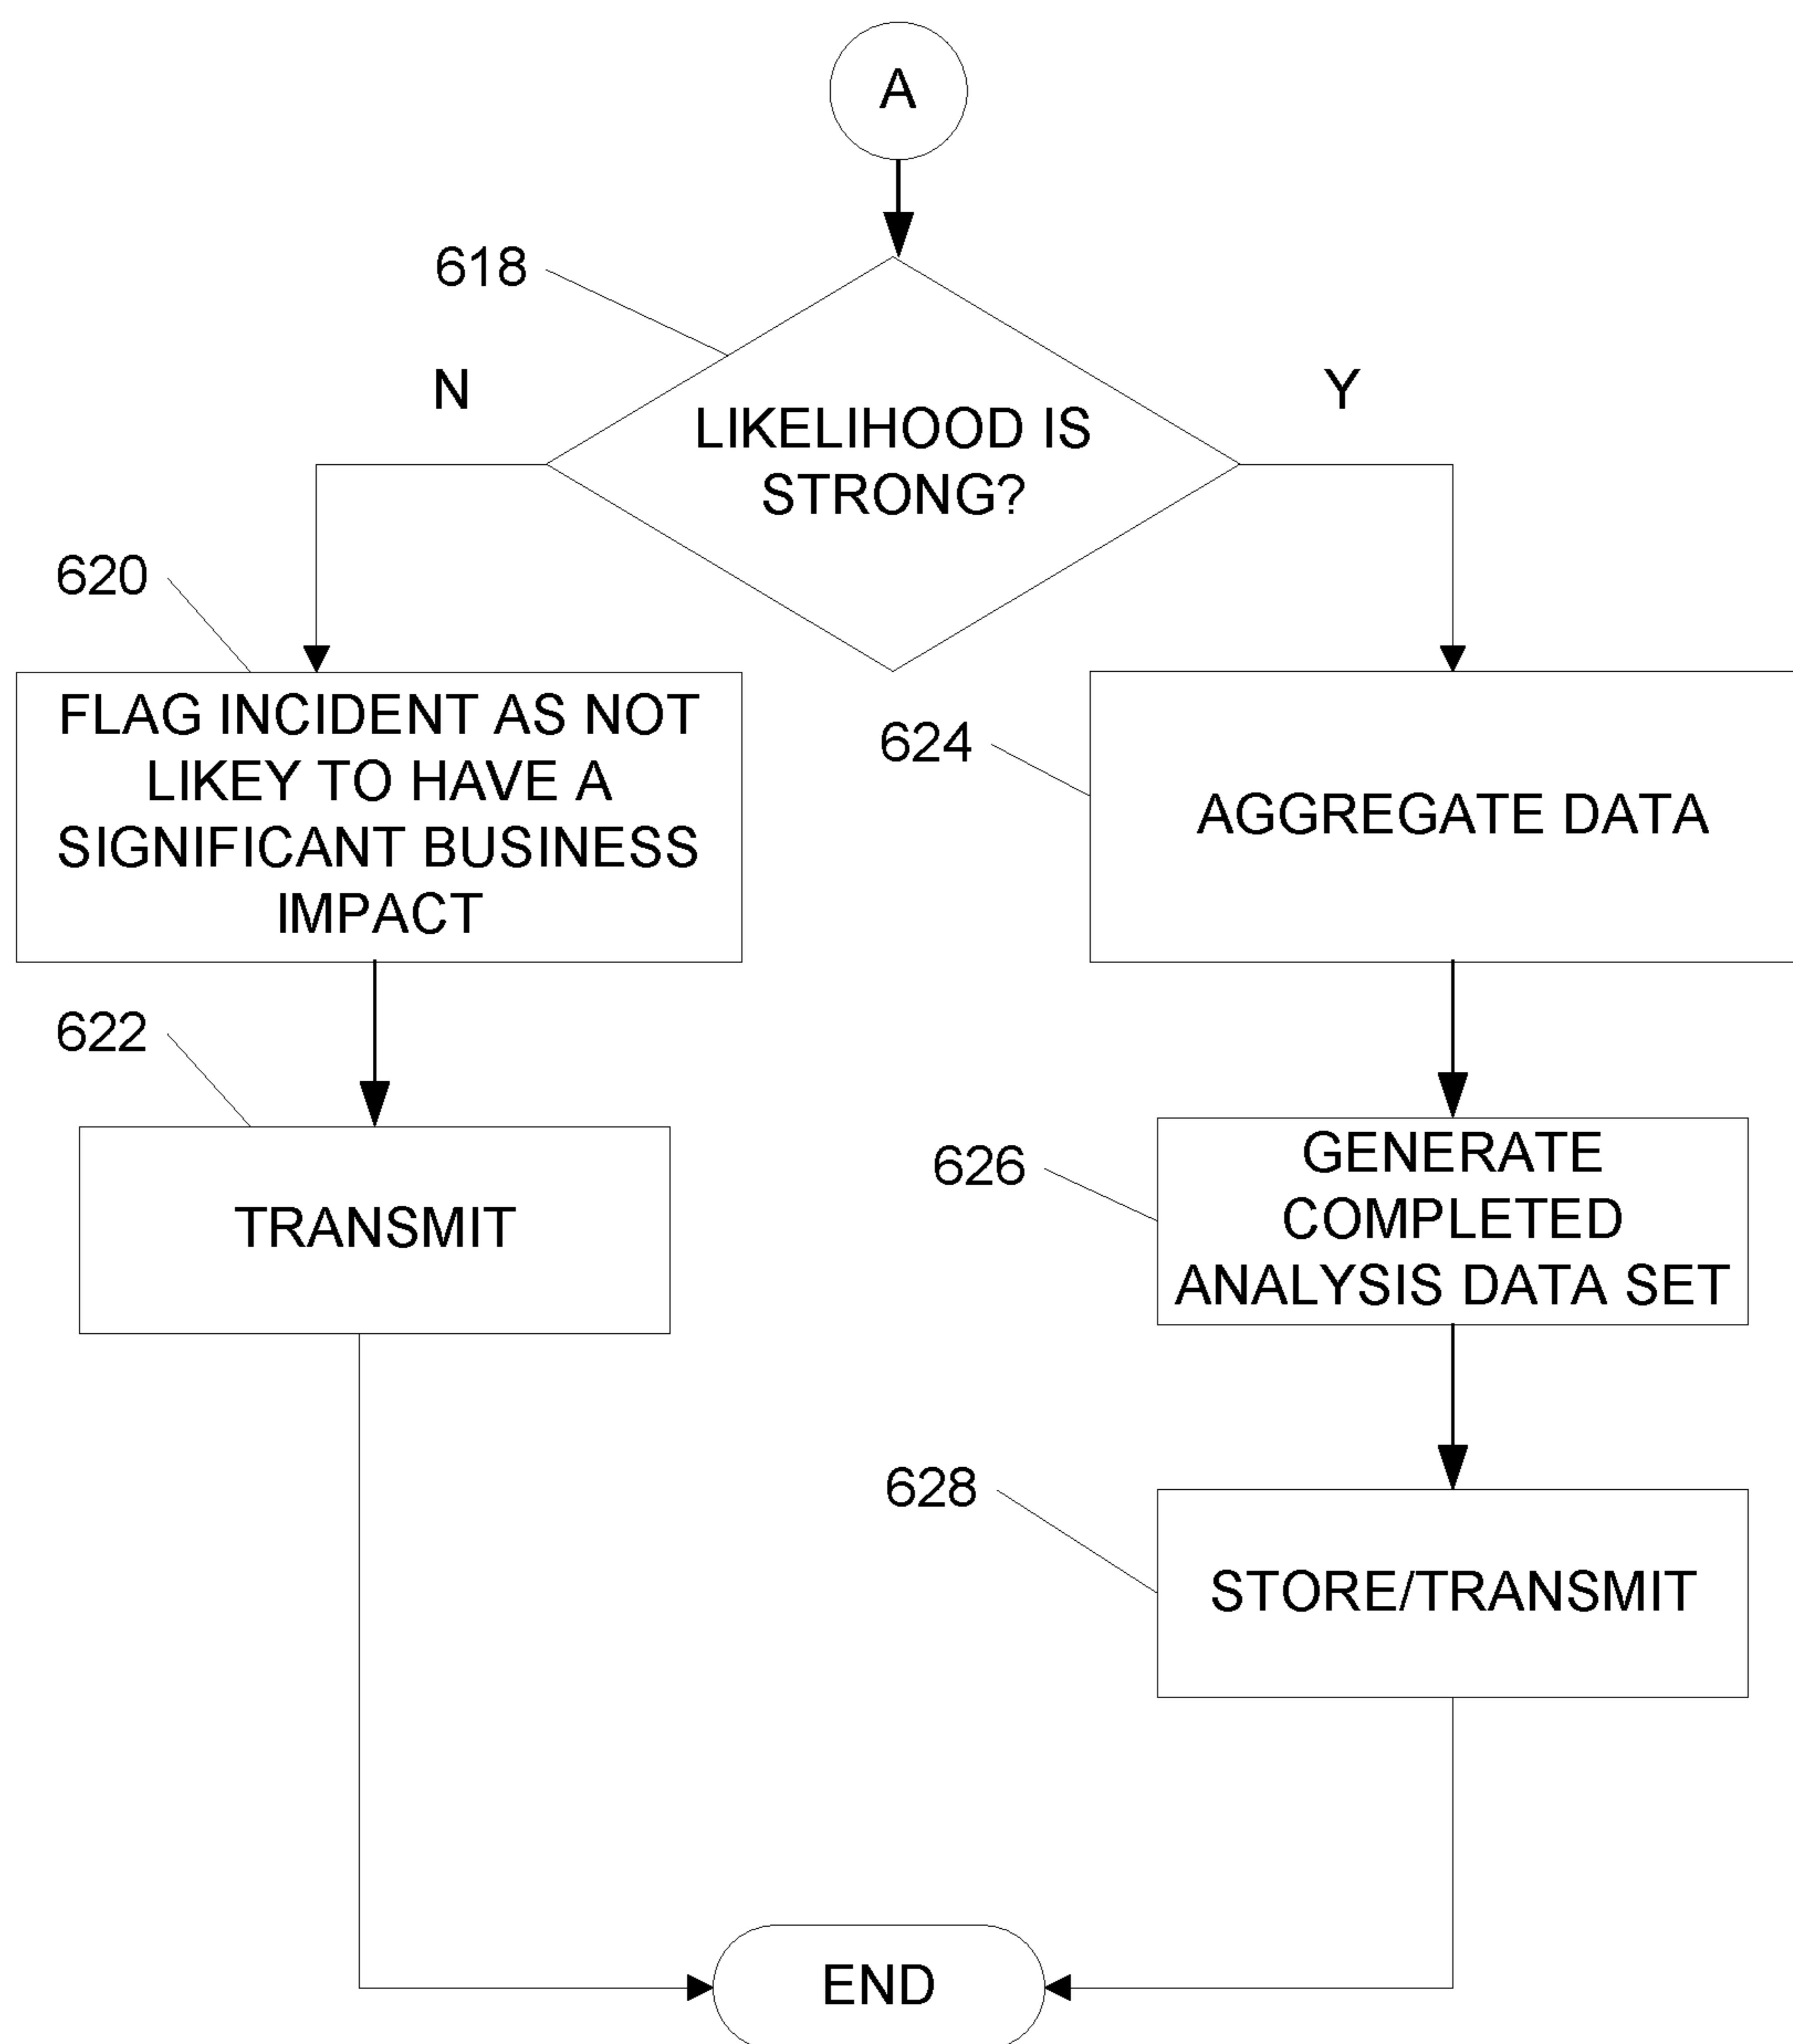 A
618
N
Y
LIKELIHOOD IS
STRONG?
620
FLAG INCIDENT AS NOT
LIKEY TO HAVE A
SIGNIFICANT BUSINESS
IMPACT
624
AGGREGATE DATA
622
TRANSMIT
626
GENERATE
COMPLETED
ANALYSIS DATA SET
628
STORE/TRANSMIT
END